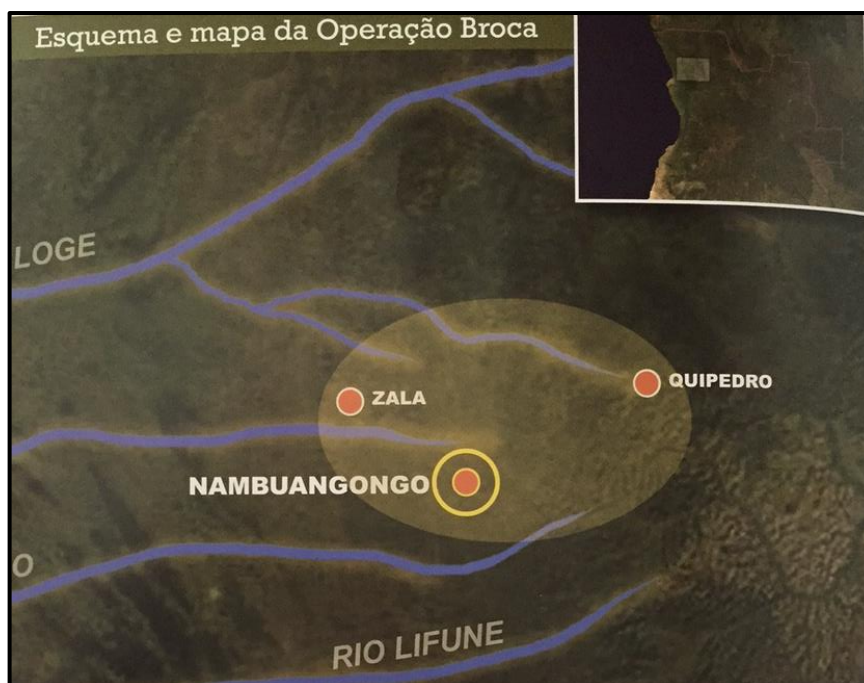 Esquema e mapa da Operação Broca
LOGE
ZALA
QUIPEDRO
NAMBUANGONGO
O
RIO LIFUNE